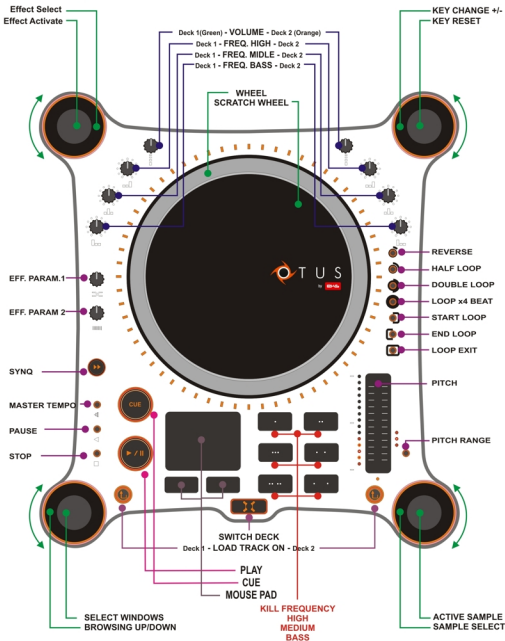 Effect Select
Effect Activate
KEY CHANGE +/-
KEY RESET
Deck 1(Green) - VOLUME - Deck 2 (Orange)
Deck 1 - FREQ. HIGH - Deck 2
Deck 1 - FREQ. MIDLE - Deck 2
Deck 1 - FREQ. BASS - Deck 2
WHEEL
SCRATCH WHEEL
OTUS
by
REVERSE
HALF LOOP
DOUBLE LOOP
LOOP x4 BEAT
START LOOP
END LOOP
LOOP EXIT
EFF. PARAM.1
EFF. PARAM 2
SYNQ
MASTER TEMPO
PAUSE
STOP
CUE
PITCH
PITCH RANGE
SWITCH DECK
Deck 1 - LOAD TRACK ON - Deck 2
PLAY
CUE
MOUSE PAD
KILL FREQUENCY
HIGH
MEDIUM
BASS
SELECT WINDOWS
BROWSING UP/DOWN
ACTIVE SAMPLE
SAMPLE SELECT